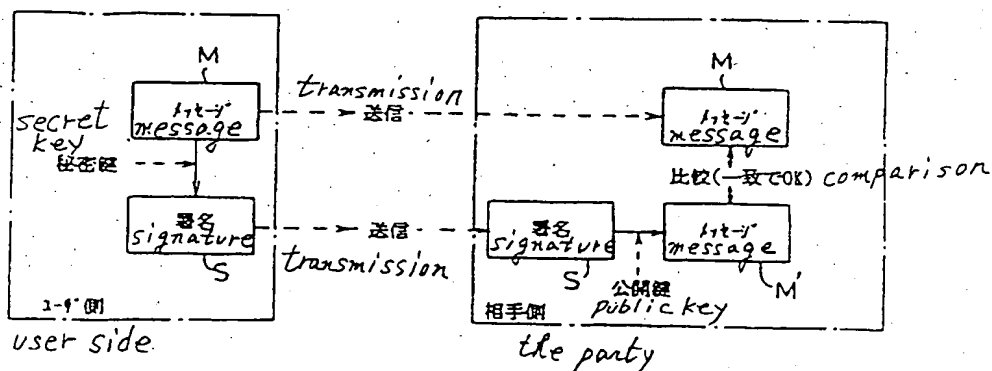 M
メッセージ
message
secret
key
秘密鍵
transmission
送信
M
メッセージ
message
比較(一致でOK) comparison
署名
signature
S
送信
transmission
署名
signature
S
公開鍵
public key
メッセージ
message
M'
ユーザ側
user side
相手側
the party